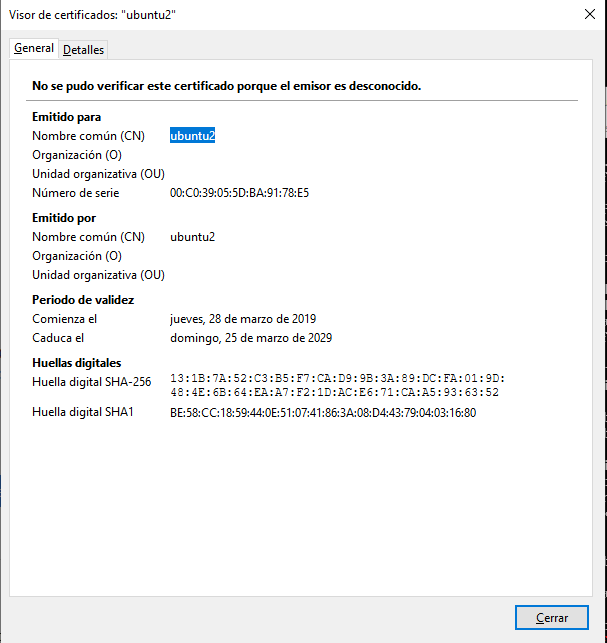 Visor de certificados: "ubuntu2"
General Detalles
No se pudo verificar este certificado porque el emisor es desconocido.
Emitido para
Nombre común (CN) ubuntu2
Organización (O)
Unidad organizativa (OU)
Número de serie 00:C0:39:05:5D:BA:91:78:E5
Emitido por
Nombre común (CN) ubuntu2
Organización (O)
Unidad organizativa (OU)
Periodo de validez
Comienza el jueves, 28 de marzo de 2019
Caduca el domingo, 25 de marzo de 2029
Huellas digitales
Huella digital SHA-256 13:1B:7A:52:C3:B5:F7:CA:D9:9B:3A:89:DC:FA:01:9D:
48:4E:6B:64:EA:A7:F2:1D:AC:E6:71:CA:A5:93:63:52
Huella digital SHA1 BE:58:CC:18:59:44:0E:51:07:41:86:3A:08:D4:43:79:04:03:16:80
Cerrar